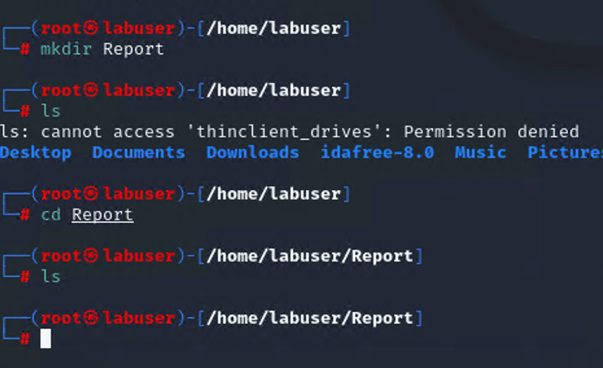 (root㉿labuser)-[/home/labuser]
# mkdir Report
(root㉿labuser)-[/home/labuser]
# ls
ls: cannot access 'thinclient_drives': Permission denied
Desktop Documents Downloads idafree-8.0 Music Pictures
(root㉿labuser)-[/home/labuser]
# cd Report
(root㉿labuser)-[/home/labuser/Report]
# ls
(root㉿labuser)-[/home/labuser/Report]
#